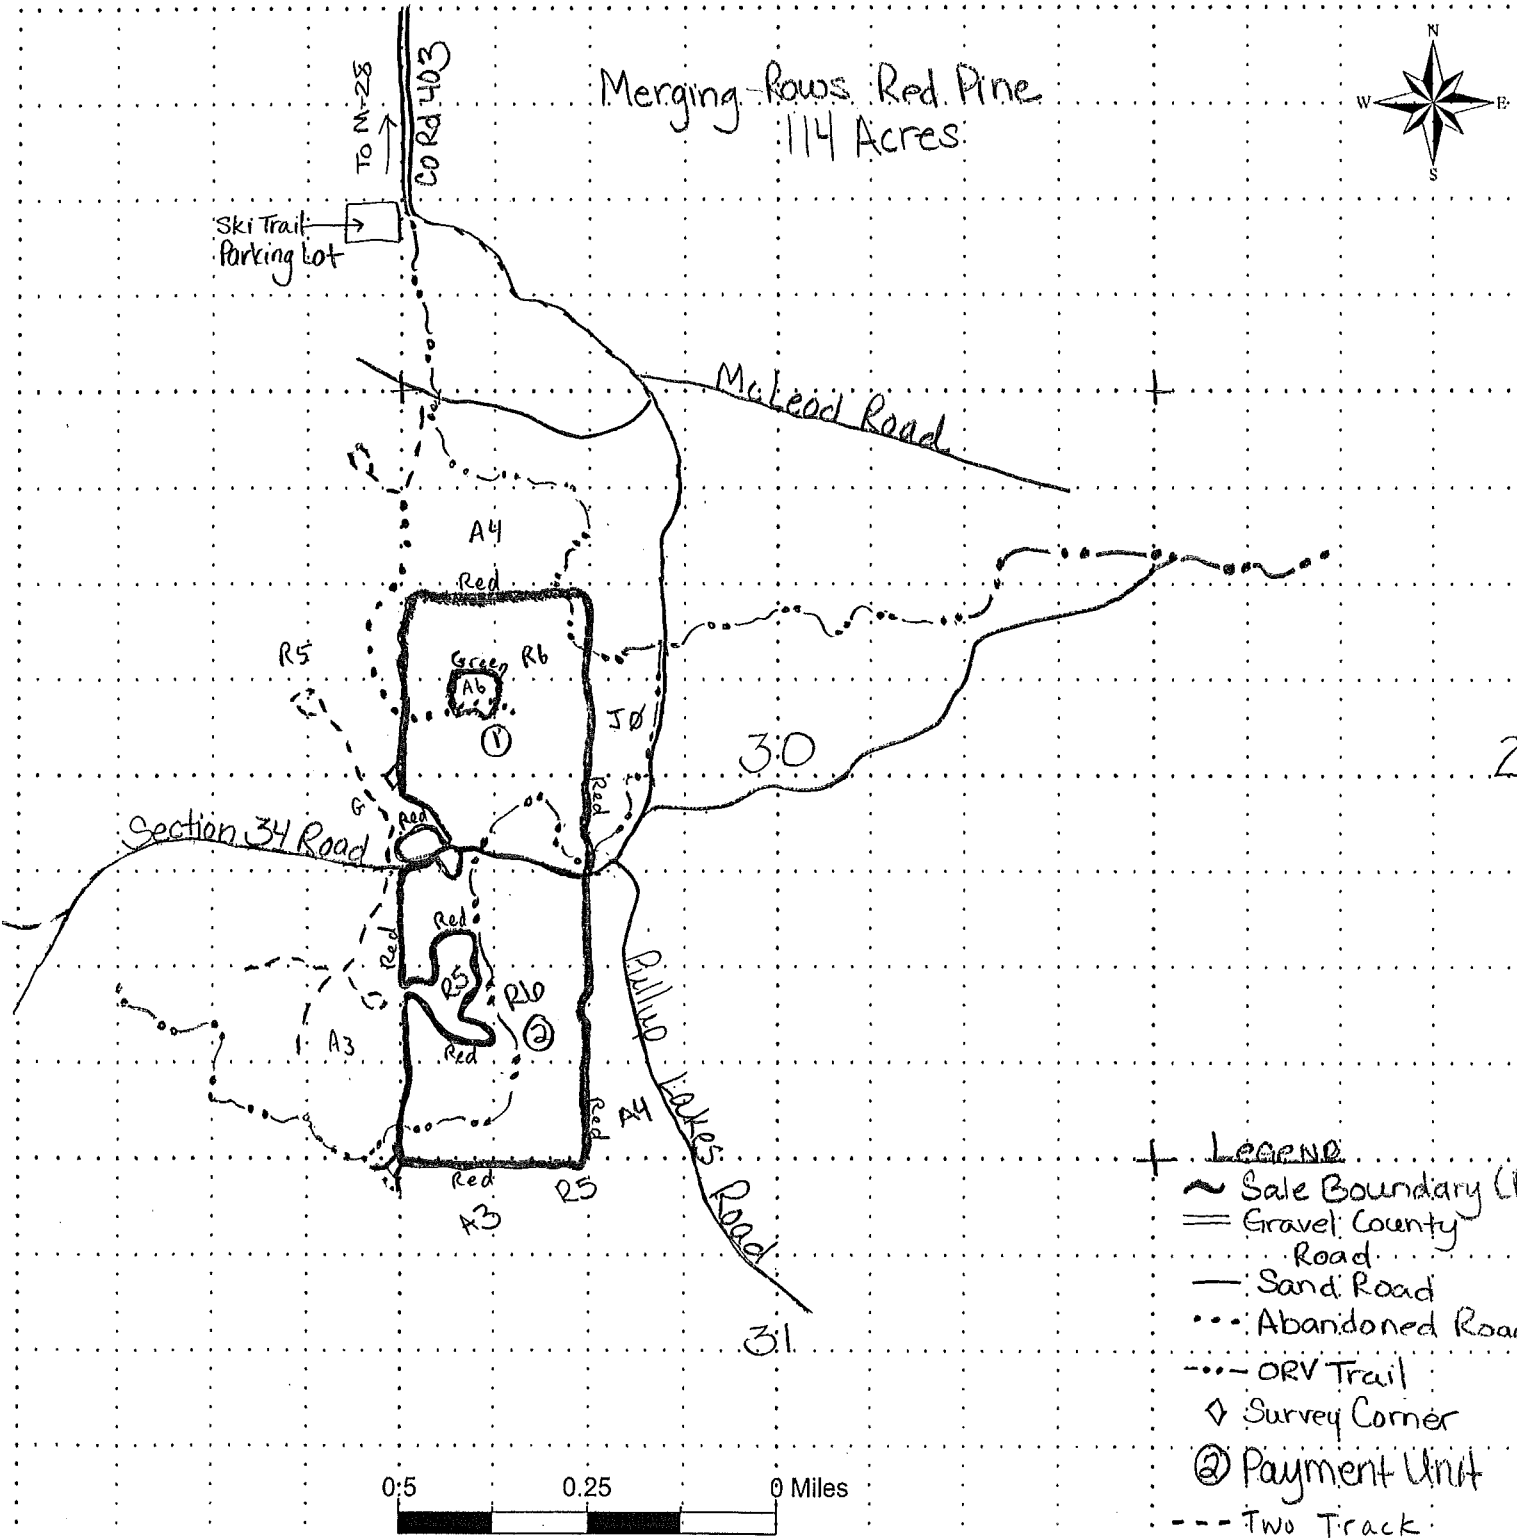 N
W E
S
To M-28
Co Rd 403
Merging Rows Red Pine
114 Acres
Ski Trail
Parking Lot
McLeod Road
A4
Red
R5
Green
R6
A6
1
JØ
30
2
G
Red
Red
Section 34 Road
Red
Red
R5
R6
2
Red
A3
Pullup Lakes Road
Red
A4
Red
R5
A3
31
Legend
Sale Boundary (
Gravel County
Road
Sand Road
Abandoned Roa
ORV Trail
Survey Corner
2 Payment Unit
Two Track
0.5 0.25 0 Miles